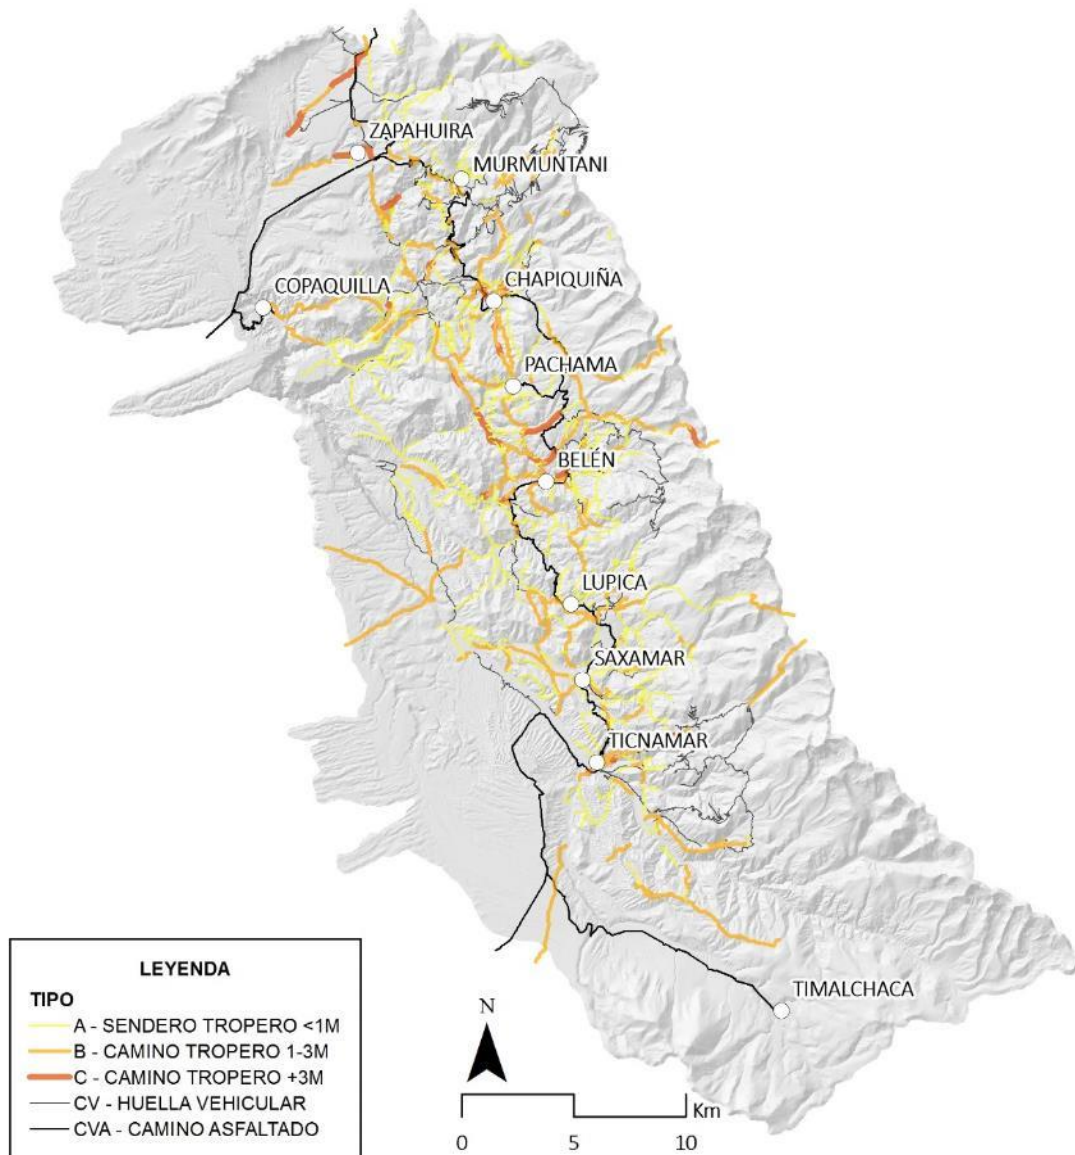 ZAPAHUIRA
MURMUNTANI
COPAQUILLA
CHAPIQUIÑA
PACHAMA
BELÉN
LUPICA
SAXAMAR
TICNAMAR
TIMALCHACA
LEYENDA
TIPO
A - SENDERO TROPERO <1M
B - CAMINO TROPERO 1-3M
C - CAMINO TROPERO +3M
CV - HUELLA VEHICULAR
CVA - CAMINO ASFALTADO
N
Km
0 5 10